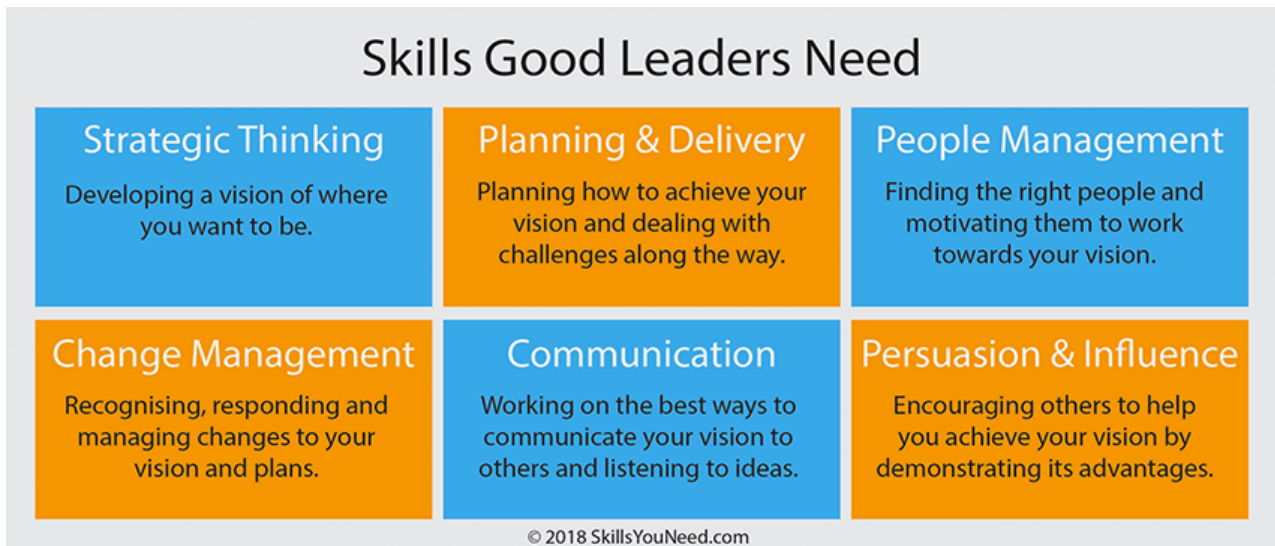 Skills Good Leaders Need
Strategic Thinking
Developing a vision of where
you want to be.
Planning & Delivery
Planning how to achieve your
vision and dealing with
challenges along the way.
People Management
Finding the right people and
motivating them to work
towards your vision.
Change Management
Recognising, responding and
managing changes to your
vision and plans.
Communication
Working on the best ways to
communicate your vision to
others and listening to ideas.
Persuasion & Influence
Encouraging others to help
you achieve your vision by
demonstrating its advantages.
© 2018 SkillsYouNeed.com